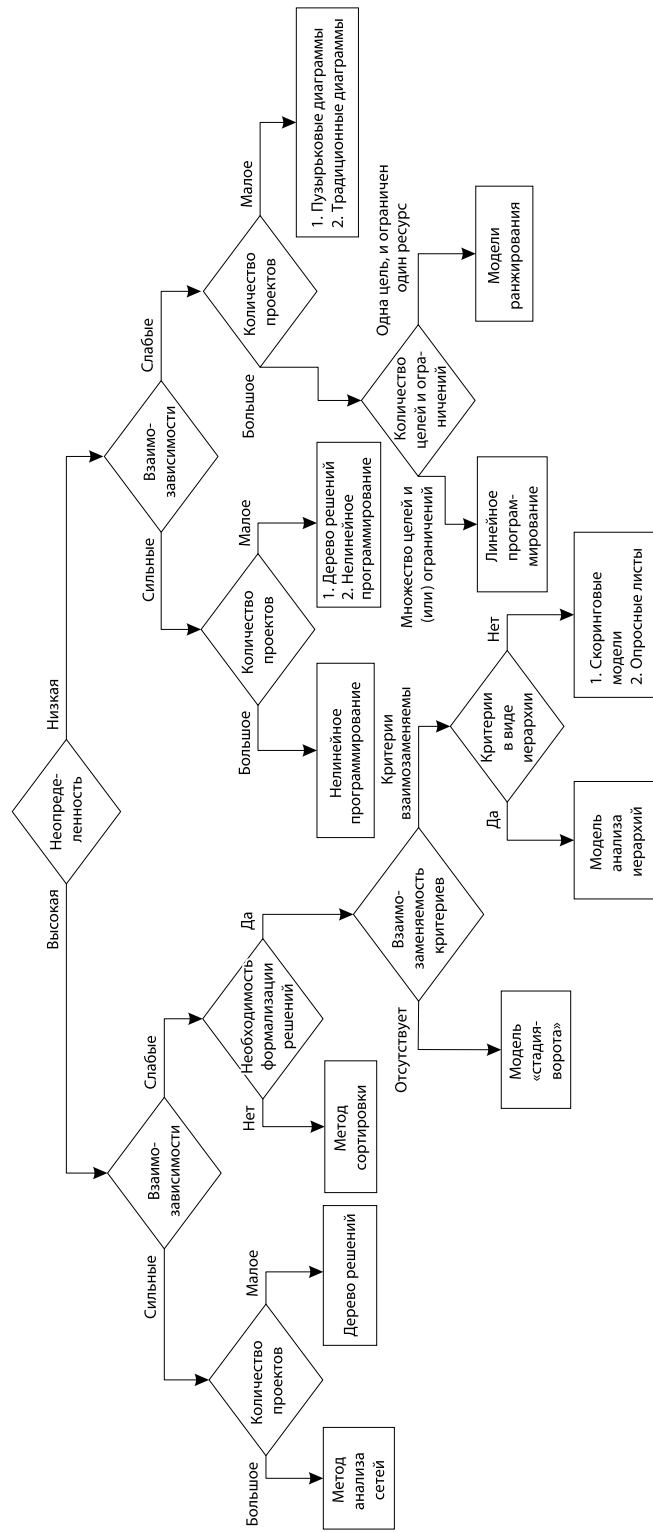 Неопреде-
ленность
Высокая
Низкая
Взаимо-
зависимости
Сильные
Слабые
Количество
проектов
Большое
Малое
Метод
анализа
сетей
Дерево решений
Необходимость
формализации
решений
Нет
Да
Метод
сортировки
Взаимо-
заменяемость
критериев
Отсутствует
Критерии
взаимозаменяемы
Модель
«стадия-
ворота»
Критерии
в виде
иерархии
Да
Нет
Модель
анализа
иерархий
1. Скоринговые
модели
2. Опросные листы
Взаимо-
зависимости
Сильные
Слабые
Количество
проектов
Большое
Малое
Нелинейное
программирование
1. Дерево решений
2. Нелинейное
программирование
Количество
проектов
Большое
Малое
1. Пузырьковые диаграммы
2. Традиционные диаграммы
Количество
целей и огра-
ничений
Множество целей и
(или) ограничений
Одна цель, и ограничен
один ресурс
Линейное
програм-
мирование
Модели
ранжирования